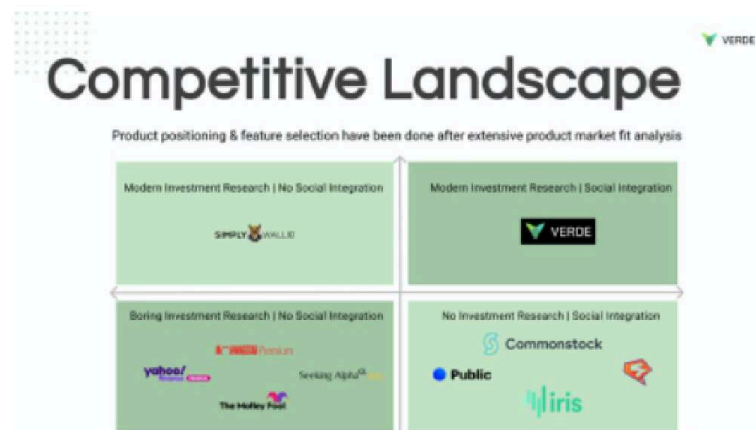 VERDE
Competitive Landscape
Product positioning & feature selection have been done after extensive product market fit analysis
Modern Investment Research | No Social Integration
Modern Investment Research | Social Integration
SIMPLY WALL ST
VERDE
Boring Investment Research | No Social Integration
No Investment Research | Social Integration
Premium
Commonstock
yahoo!
finance
Seeking Alpha
Public
The Motley Fool
iris